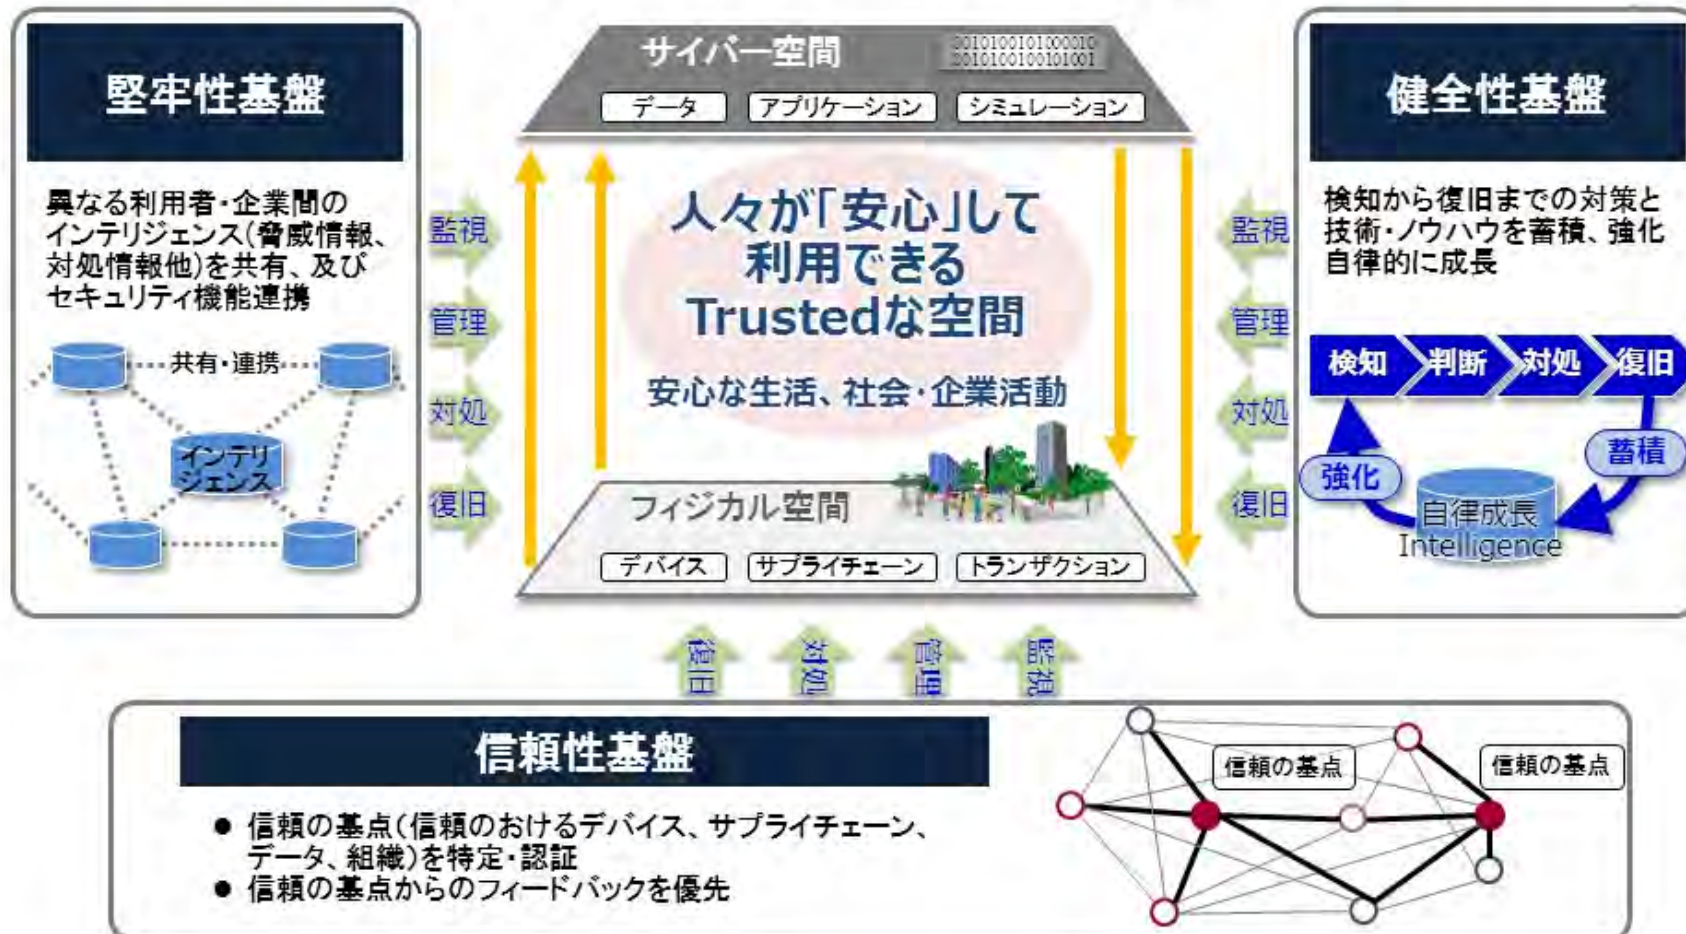 堅牢性基盤
異なる利用者・企業間の
インテリジェンス(脅威情報、
対処情報他)を共有、及び
セキュリティ機能連携
共有・連携
インテリ
ジェンス
監視
管理
対処
復旧
サイバー空間
0010100101000010
0010100100101001
データ
アプリケーション
シミュレーション
人々が「安心」して
利用できる
Trustedな空間
安心な生活、社会・企業活動
フィジカル空間
デバイス
サプライチェーン
トランザクション
監視
管理
対処
復旧
健全性基盤
検知から復旧までの対策と
技術・ノウハウを蓄積、強化
自律的に成長
検知
判断
対処
復旧
強化
蓄積
自律成長
Intelligence
復旧
対処
管理
監視
信頼性基盤
● 信頼の基点(信頼のおけるデバイス、サプライチェーン、
データ、組織)を特定・認証
● 信頼の基点からのフィードバックを優先
信頼の基点
信頼の基点